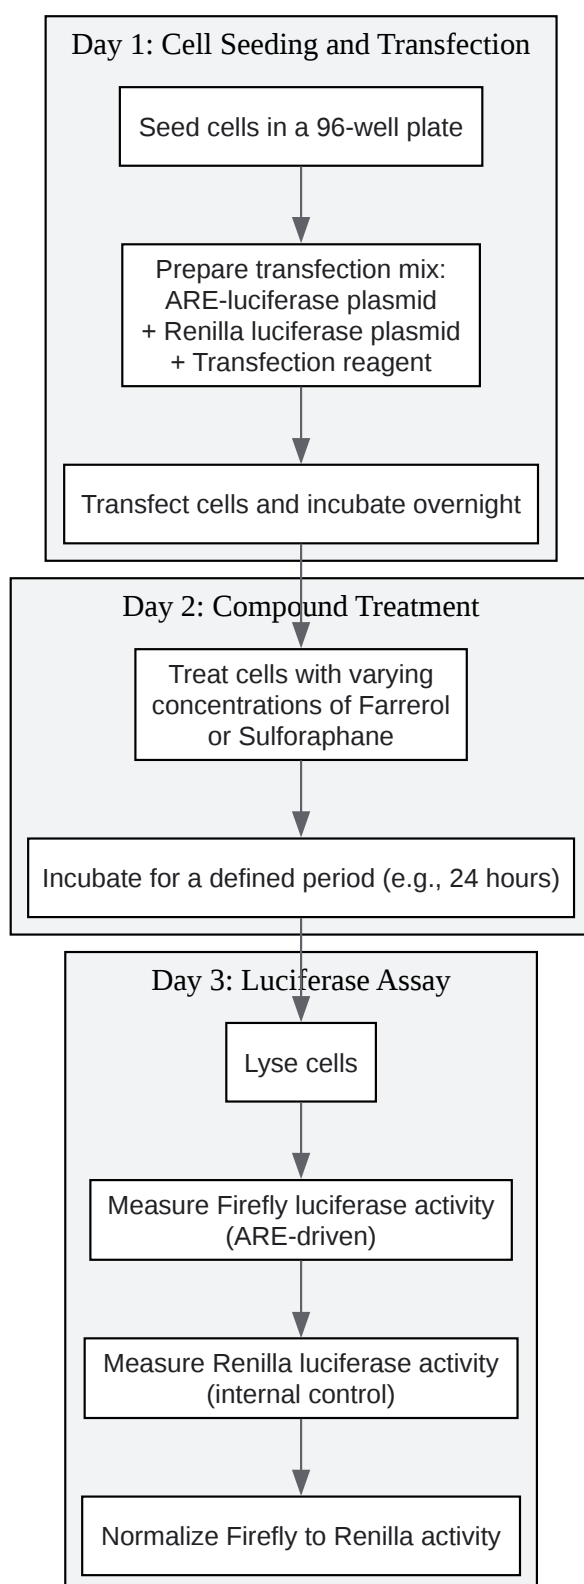 Day 1: Cell Seeding and Transfection
Seed cells in a 96-well plate
Prepare transfection mix:
ARE-luciferase plasmid
+ Renilla luciferase plasmid
+ Transfection reagent
Transfect cells and incubate overnight
Day 2: Compound Treatment
Treat cells with varying
concentrations of Farrerol
or Sulforaphane
Incubate for a defined period (e.g., 24 hours)
Day 3: Luciferase Assay
Lyse cells
Measure Firefly luciferase activity
(ARE-driven)
Measure Renilla luciferase activity
(internal control)
Normalize Firefly to Renilla activity